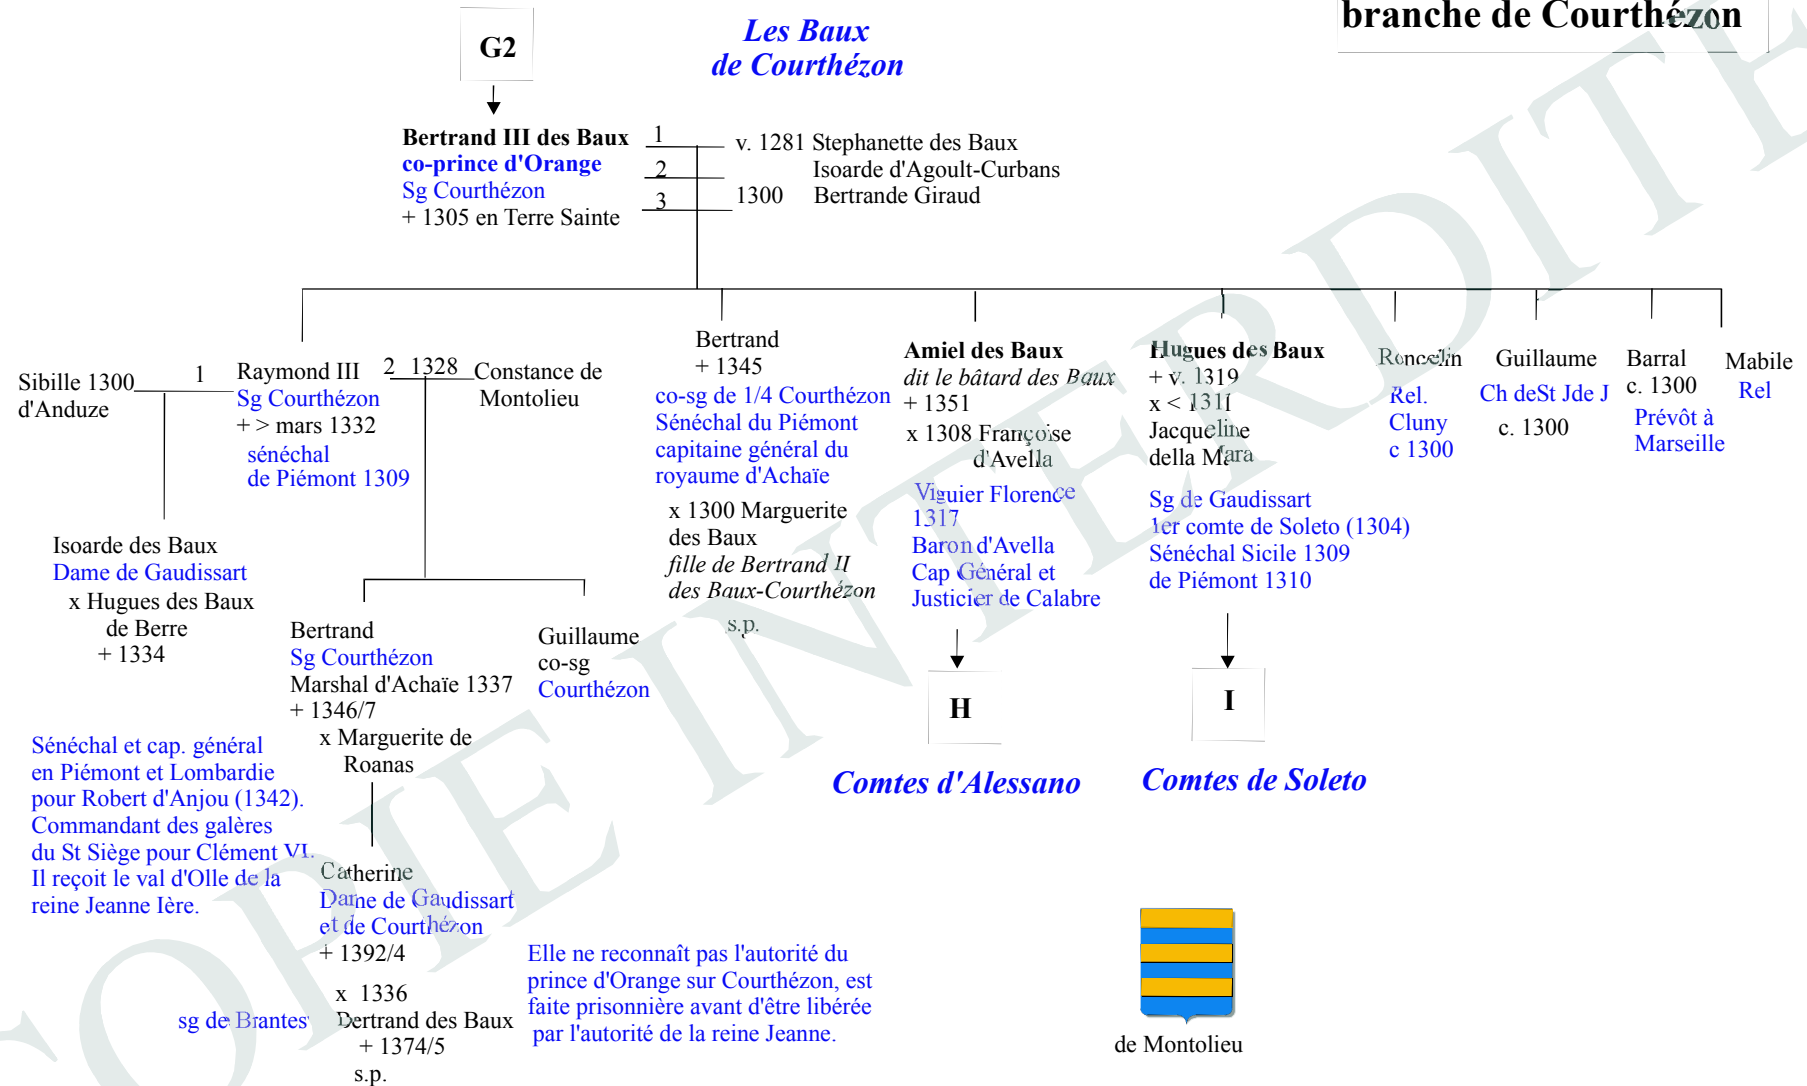 branche de Courthézon
G2
Les Baux
de Courthézon
Bertrand III des Baux
co-prince d'Orange
Sg Courthézon
+ 1305 en Terre Sainte
1
2
3
v. 1281 Stephanette des Baux
Isoarde d'Agoult-Curbans
1300 Bertrande Giraud
Sibille 1300
d'Anduze
1
Raymond III
Sg Courthézon
+ > mars 1332
sénéchal
de Piémont 1309
2 1328
Constance de
Montolieu
Bertrand
+ 1345
co-sg de 1/4 Courthézon
Sénéchal du Piémont
capitaine général du
royaume d'Achaïe
x 1300 Marguerite
des Baux
fille de Bertrand II
des Baux-Courthézon
s.p.
Amiel des Baux
dit le bâtard des Baux
+ 1351
x 1308 Françoise
d'Avella
Viguier Florence
1317
Baron d'Avella
Cap Général et
Justicier de Calabre
Hugues des Baux
+ v. 1319
x < 1311
Jacqueline
della Mara
Sg de Gaudissart
1er comte de Soleto (1304)
Sénéchal Sicile 1309
de Piémont 1310
Roncelin
Rel.
Cluny
c 1300
Guillaume
Ch deSt Jde J
c. 1300
Barral
c. 1300
Prévôt à
Marseille
Mabile
Rel
Isoarde des Baux
Dame de Gaudissart
x Hugues des Baux
de Berre
+ 1334
Bertrand
Sg Courthézon
Marshal d'Achaïe 1337
+ 1346/7
x Marguerite de
Roanas
Guillaume
co-sg
Courthézon
H
Comtes d'Alessano
I
Comtes de Soleto
Sénéchal et cap. général
en Piémont et Lombardie
pour Robert d'Anjou (1342).
Commandant des galères
du St Siège pour Clément VI.
Il reçoit le val d'Olle de la
reine Jeanne Ière.
Catherine
Dame de Gaudissart
et de Courthézon
+ 1392/4
x 1336
sg de Brantes Bertrand des Baux
+ 1374/5
s.p.
Elle ne reconnaît pas l'autorité du
prince d'Orange sur Courthézon, est
faite prisonnière avant d'être libérée
par l'autorité de la reine Jeanne.
de Montolieu
COPIE INTERDITE